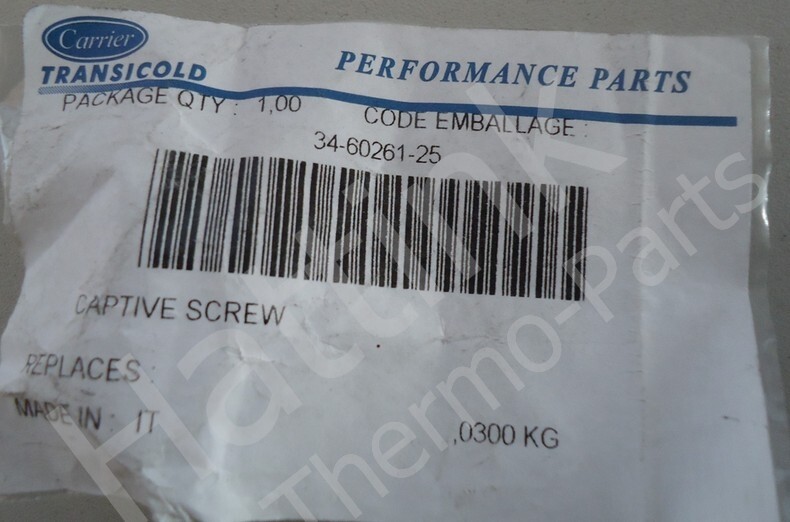 Carrier
TRANSICOLD
PERFORMANCE PARTS
PACKAGE QTY : 1,00
CODE EMBALLAGE :
34-60261-25
CAPTIVE SCREW
REPLACES :
MADE IN : IT
,0300 KG
Hattink
Thermo-Parts